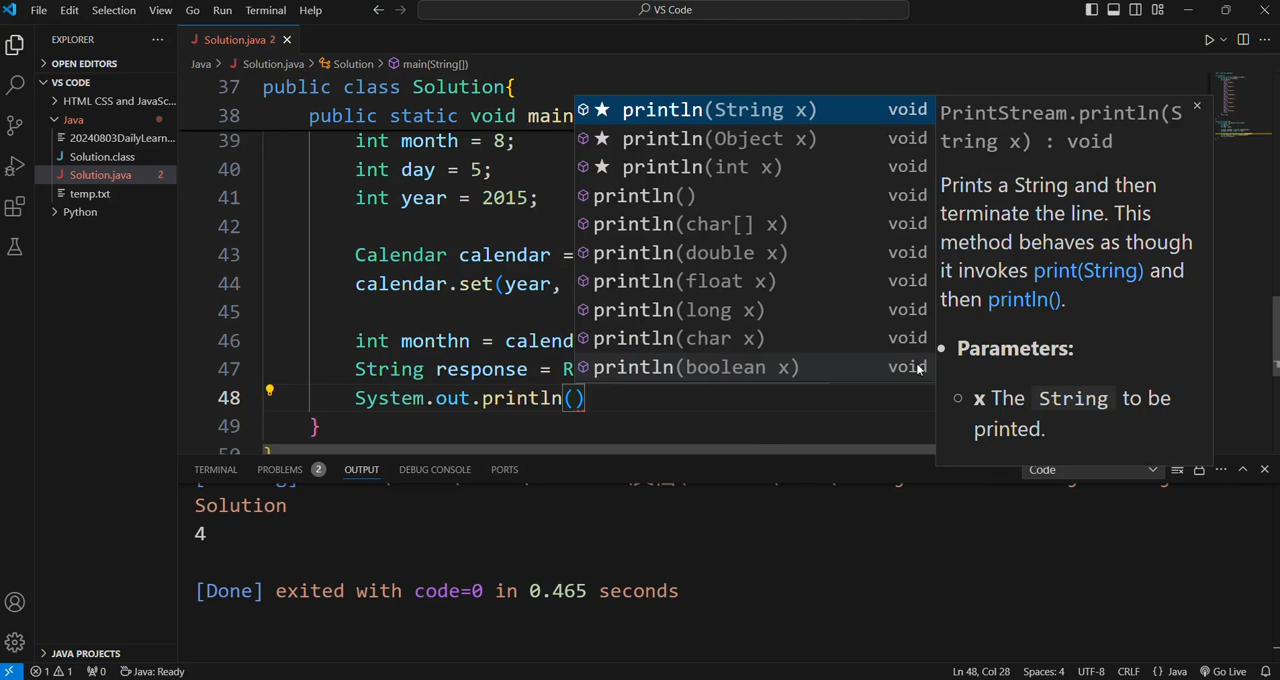 File Edit Selection View Go Run Terminal Help
VS Code
EXPLORER
OPEN EDITORS
VS CODE
HTML CSS and JavaSc...
Java
20240803DailyLearn...
Solution.class
Solution.java 2
temp.txt
Python
JAVA PROJECTS
Solution.java 2
Java > Solution.java > Solution > main(String[])
37 public class Solution{
38 public static void main
39 int month = 8;
40 int day = 5;
41 int year = 2015;
42
43 Calendar calendar =
44 calendar.set(year,
45
46 int monthn = calend
47 String response = R
48 System.out.println()
49 }
50 }
println(String x) void
println(Object x) void
println(int x) void
println() void
println(char[] x) void
println(double x) void
println(float x) void
println(long x) void
println(char x) void
println(boolean x) void
PrintStream.println(S
tring x) : void
Prints a String and then
terminate the line. This
method behaves as though
it invokes print(String) and
then println().
Parameters:
x The String to be
printed.
TERMINAL PROBLEMS 2 OUTPUT DEBUG CONSOLE PORTS
Code
Solution
4
[Done] exited with code=0 in 0.465 seconds
1 1 0 Java: Ready
Ln 48, Col 28 Spaces: 4 UTF-8 CRLF {} Java Go Live